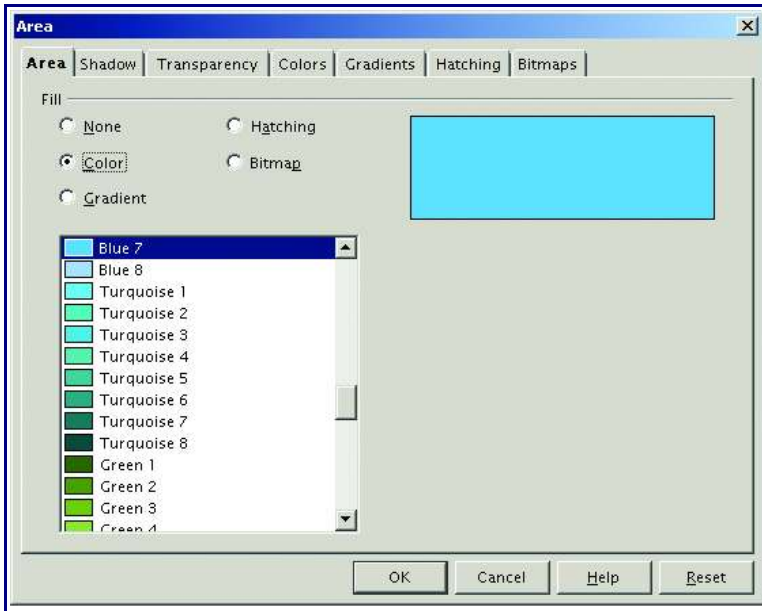 Area
Area Shadow Transparency Colors Gradients Hatching Bitmaps
Fill
None Hatching
Color Bitmap
Gradient
Blue 7
Blue 8
Turquoise 1
Turquoise 2
Turquoise 3
Turquoise 4
Turquoise 5
Turquoise 6
Turquoise 7
Turquoise 8
Green 1
Green 2
Green 3
Green 4
OK Cancel Help Reset